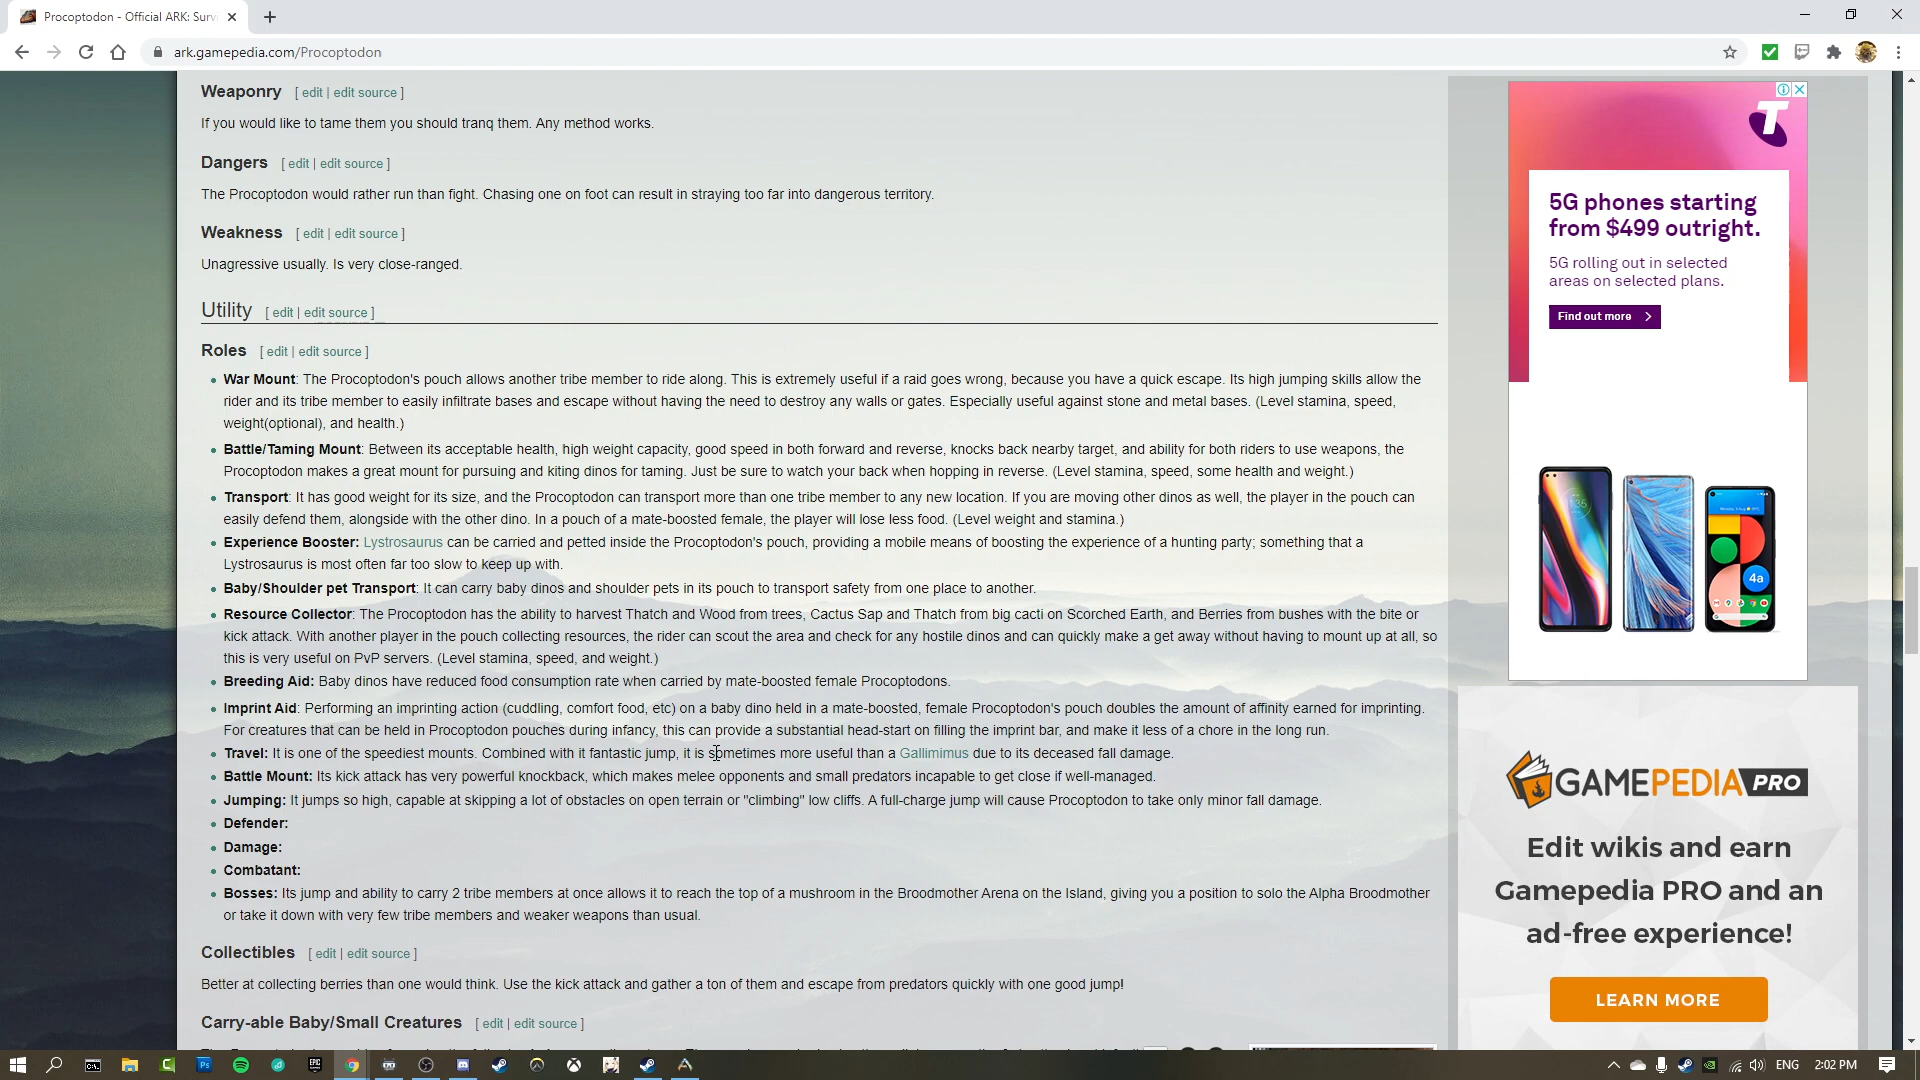 Procoptodon - Official ARK: Surv
ark.gamepedia.com/Procoptodon
Weaponry [ edit | edit source ]
If you would like to tame them you should tranq them. Any method works.
Dangers [ edit | edit source ]
The Procoptodon would rather run than fight. Chasing one on foot can result in straying too far into dangerous territory.
Weakness [ edit | edit source ]
Unagressive usually. Is very close-ranged.
Utility [ edit | edit source ]
Roles [ edit | edit source ]
War Mount: The Procoptodon's pouch allows another tribe member to ride along. This is extremely useful if a raid goes wrong, because you have a quick escape. Its high jumping skills allow the
rider and its tribe member to easily infiltrate bases and escape without having the need to destroy any walls or gates. Especially useful against stone and metal bases. (Level stamina, speed,
weight(optional), and health.)
Battle/Taming Mount: Between its acceptable health, high weight capacity, good speed in both forward and reverse, knocks back nearby target, and ability for both riders to use weapons, the
Procoptodon makes a great mount for pursuing and kiting dinos for taming. Just be sure to watch your back when hopping in reverse. (Level stamina, speed, some health and weight.)
Transport: It has good weight for its size, and the Procoptodon can transport more than one tribe member to any new location. If you are moving other dinos as well, the player in the pouch can
easily defend them, alongside with the other dino. In a pouch of a mate-boosted female, the player will lose less food. (Level weight and stamina.)
Experience Booster: Lystrosaurus can be carried and petted inside the Procoptodon's pouch, providing a mobile means of boosting the experience of a hunting party; something that a
Lystrosaurus is most often far too slow to keep up with.
Baby/Shoulder pet Transport: It can carry baby dinos and shoulder pets in its pouch to transport safety from one place to another.
Resource Collector: The Procoptodon has the ability to harvest Thatch and Wood from trees, Cactus Sap and Thatch from big cacti on Scorched Earth, and Berries from bushes with the bite or
kick attack. With another player in the pouch collecting resources, the rider can scout the area and check for any hostile dinos and can quickly make a get away without having to mount up at all, so
this is very useful on PvP servers. (Level stamina, speed, and weight.)
Breeding Aid: Baby dinos have reduced food consumption rate when carried by mate-boosted female Procoptodons.
Imprint Aid: Performing an imprinting action (cuddling, comfort food, etc) on a baby dino held in a mate-boosted, female Procoptodon's pouch doubles the amount of affinity earned for imprinting.
For creatures that can be held in Procoptodon pouches during infancy, this can provide a substantial head-start on filling the imprint bar, and make it less of a chore in the long run.
Travel: It is one of the speediest mounts. Combined with it fantastic jump, it is sometimes more useful than a Gallimimus due to its deceased fall damage.
Battle Mount: Its kick attack has very powerful knockback, which makes melee opponents and small predators incapable to get close if well-managed.
Jumping: It jumps so high, capable at skipping a lot of obstacles on open terrain or "climbing" low cliffs. A full-charge jump will cause Procoptodon to take only minor fall damage.
Defender:
Damage:
Combatant:
Bosses: Its jump and ability to carry 2 tribe members at once allows it to reach the top of a mushroom in the Broodmother Arena on the Island, giving you a position to solo the Alpha Broodmother
or take it down with very few tribe members and weaker weapons than usual.
Collectibles [ edit | edit source ]
Better at collecting berries than one would think. Use the kick attack and gather a ton of them and escape from predators quickly with one good jump!
Carry-able Baby/Small Creatures [ edit | edit source ]
T
5G phones starting
from $499 outright.
5G rolling out in selected
areas on selected plans.
Find out more
4a
GAMEPEDIA PRO
Edit wikis and earn
Gamepedia PRO and an
ad-free experience!
LEARN MORE
ENG 2:02 PM